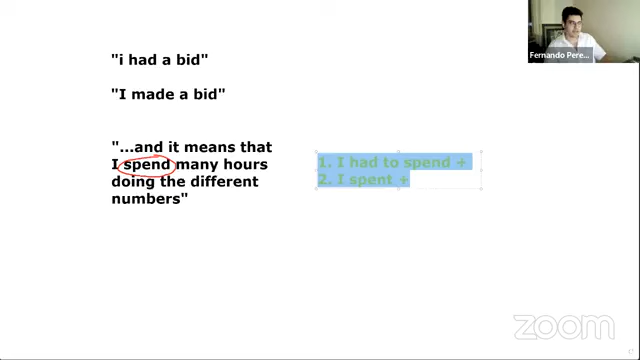 Fernando Pere...
"i had a bid"
"I made a bid"
"...and it means that
I spend many hours
doing the different
numbers"
1. I had to spend +
2. I spent +
zoom